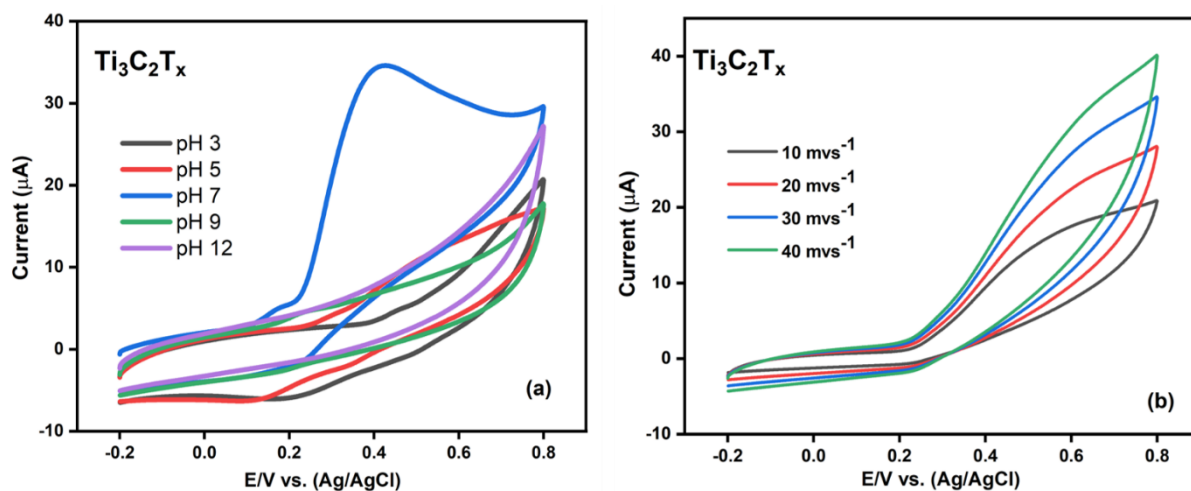 Ti₃C₂Tₓ
pH 3
pH 5
pH 7
pH 9
pH 12
(a)
Current (μA)
40
30
20
10
0
-10
-0.2 0.0 0.2 0.4 0.6 0.8
E/V vs. (Ag/AgCl)
Ti₃C₂Tₓ
10 mvs⁻¹
20 mvs⁻¹
30 mvs⁻¹
40 mvs⁻¹
(b)
Current (μA)
40
30
20
10
0
-10
-0.2 0.0 0.2 0.4 0.6 0.8
E/V vs. (Ag/AgCl)